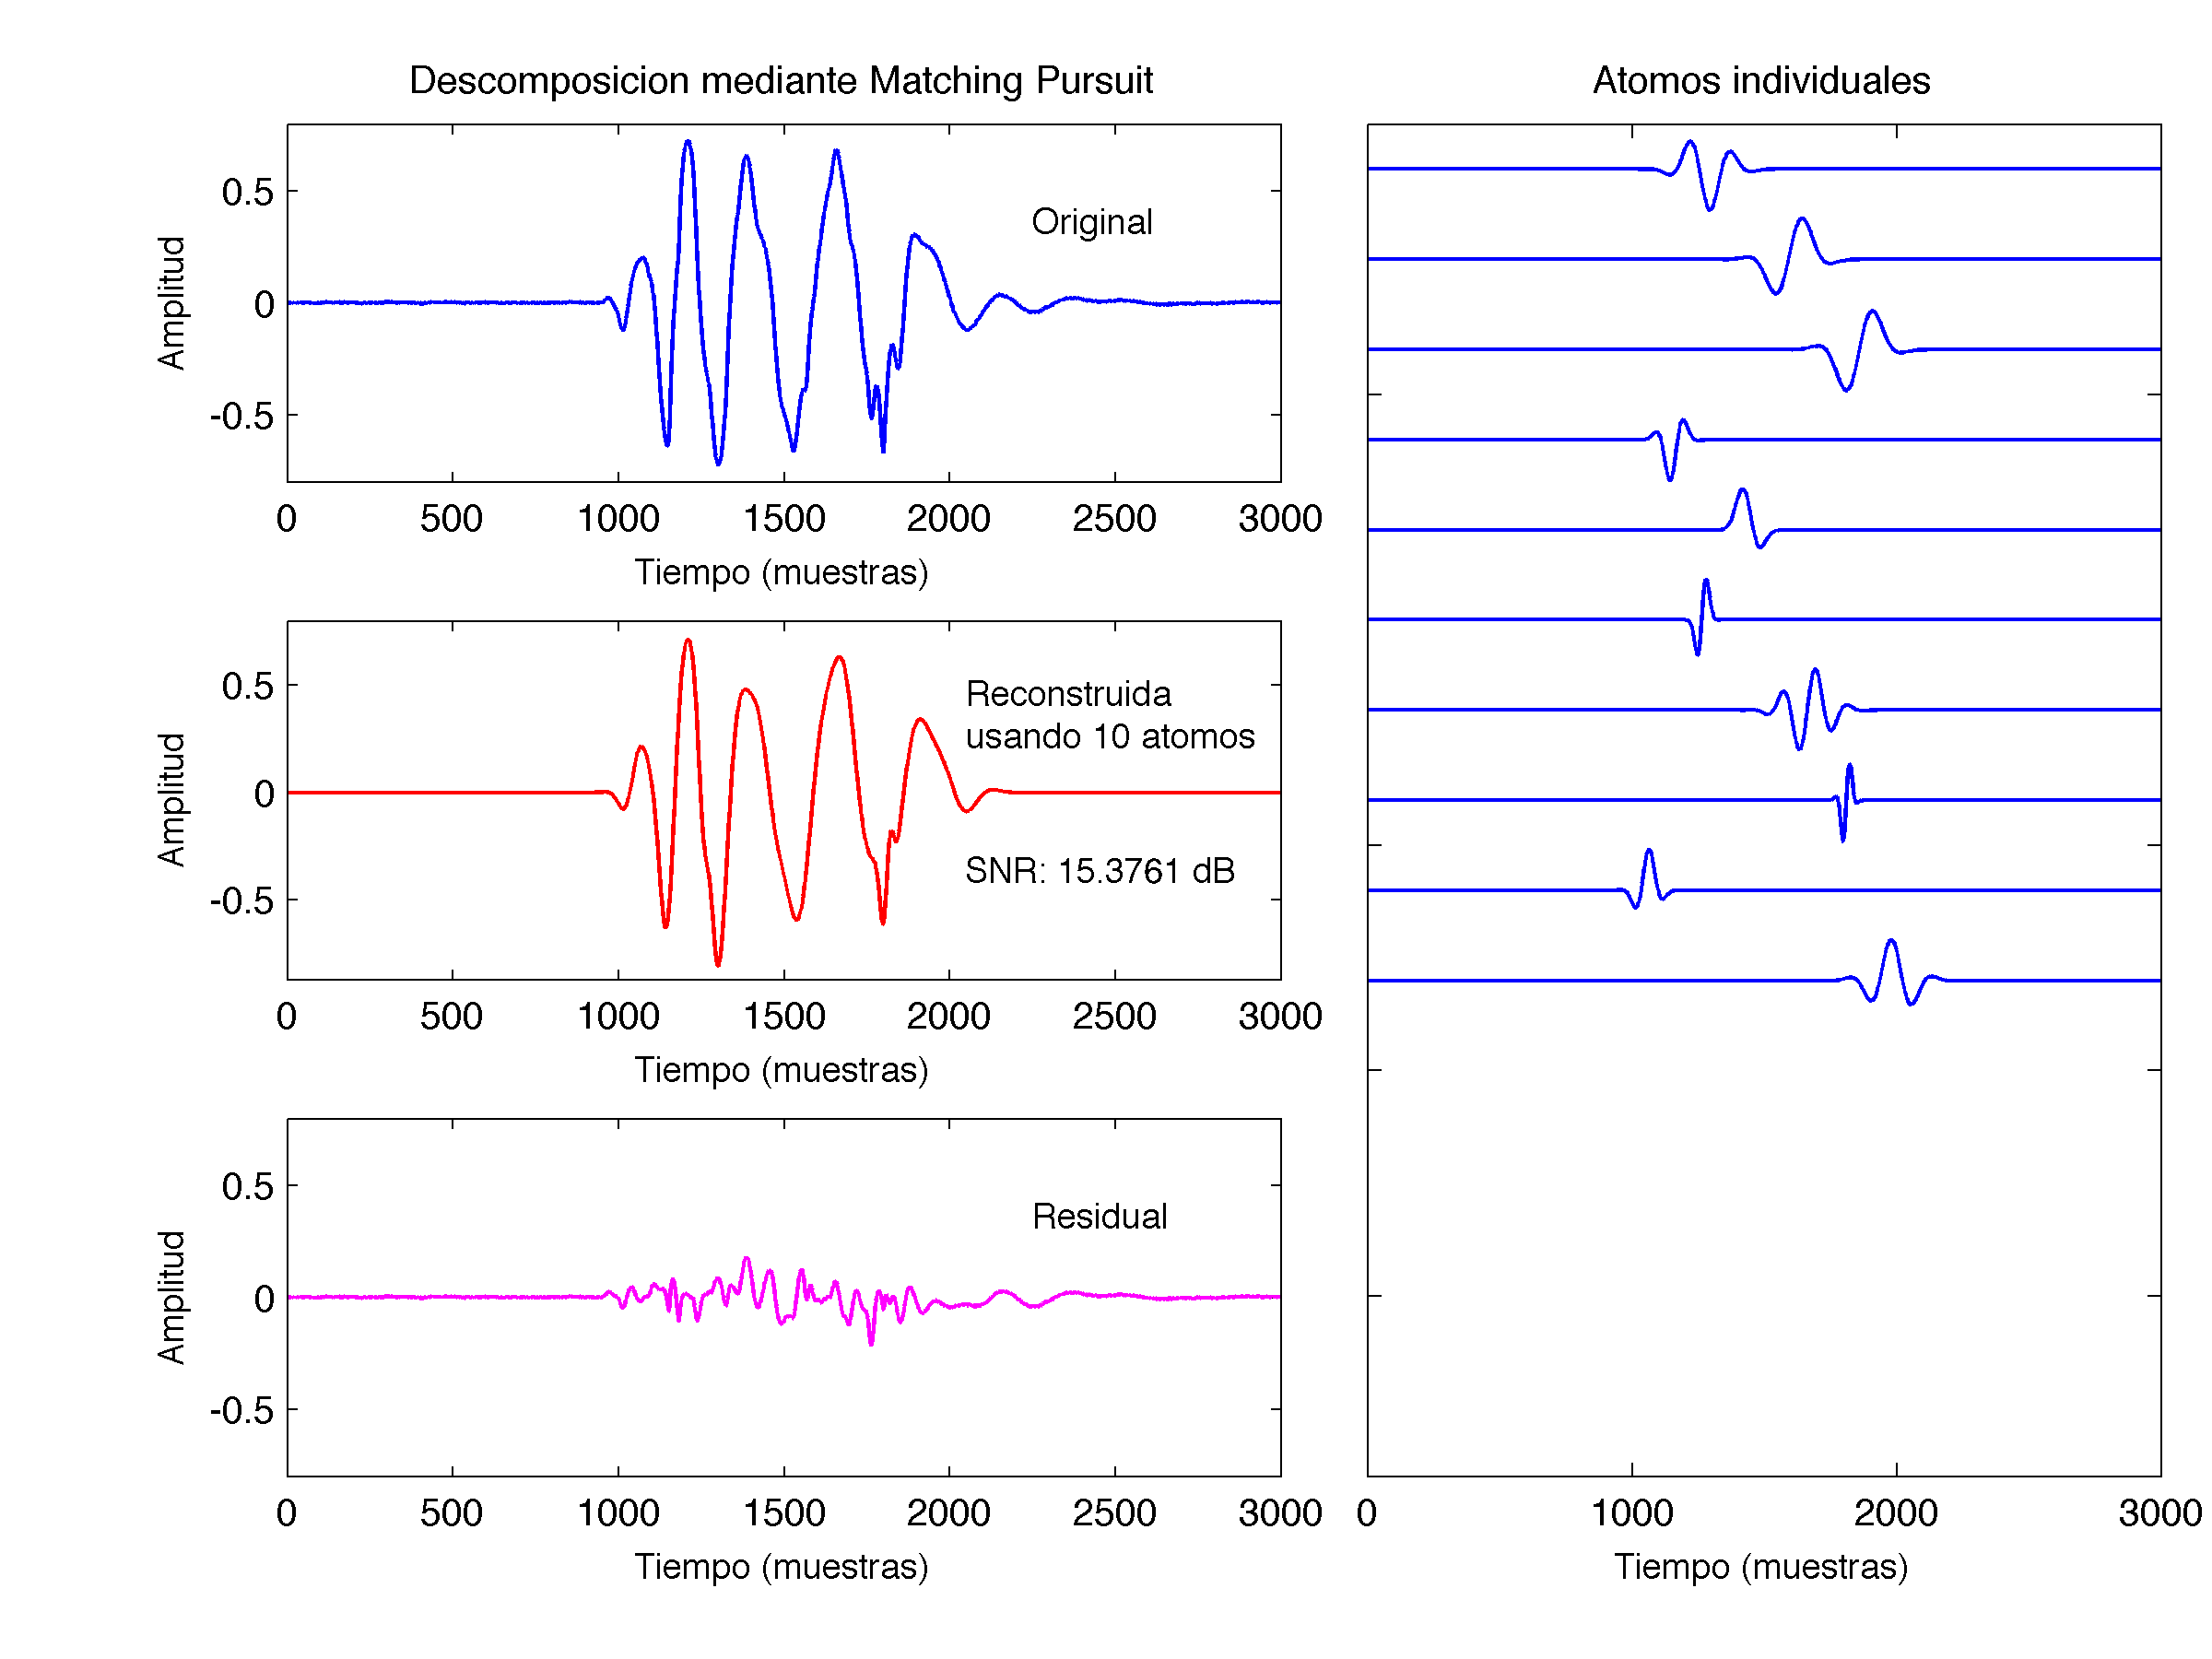 Descomposicion mediante Matching Pursuit
Amplitud
0.5
0
-0.5
Original
0 500 1000 1500 2000 2500 3000
Tiempo (muestras)
Amplitud
0.5
0
-0.5
Reconstruida
usando 10 atomos
SNR: 15.3761 dB
0 500 1000 1500 2000 2500 3000
Tiempo (muestras)
Amplitud
0.5
0
-0.5
Residual
0 500 1000 1500 2000 2500 3000
Tiempo (muestras)
Atomos individuales
0 1000 2000 3000
Tiempo (muestras)